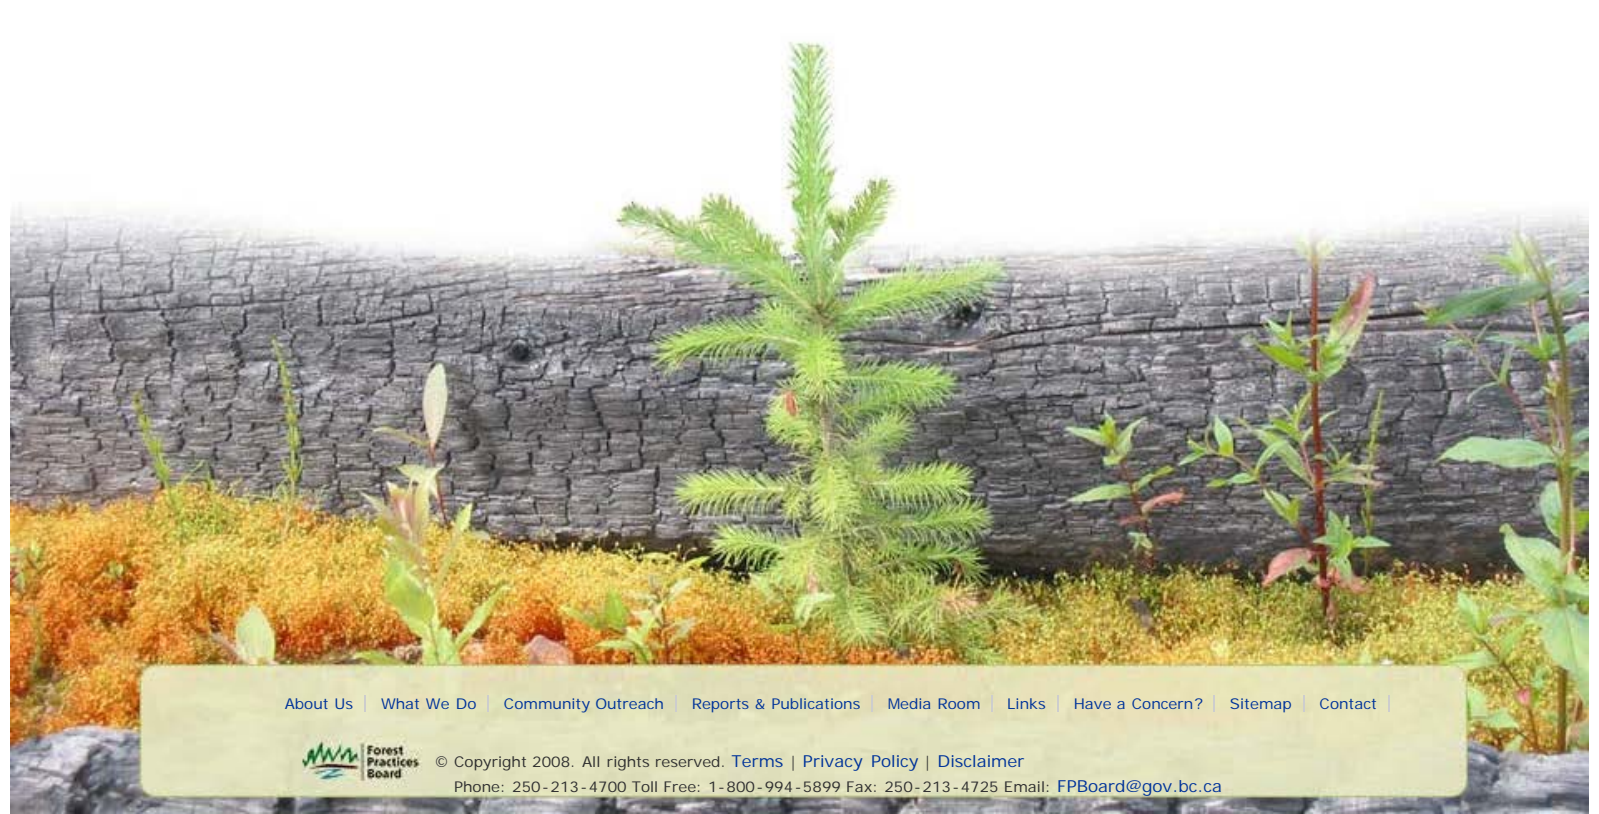 About Us | What We Do | Community Outreach | Reports & Publications | Media Room | Links | Have a Concern? | Sitemap | Contact |
Forest
Practices
Board
© Copyright 2008. All rights reserved. Terms | Privacy Policy | Disclaimer
Phone: 250-213-4700 Toll Free: 1-800-994-5899 Fax: 250-213-4725 Email: FPBoard@gov.bc.ca